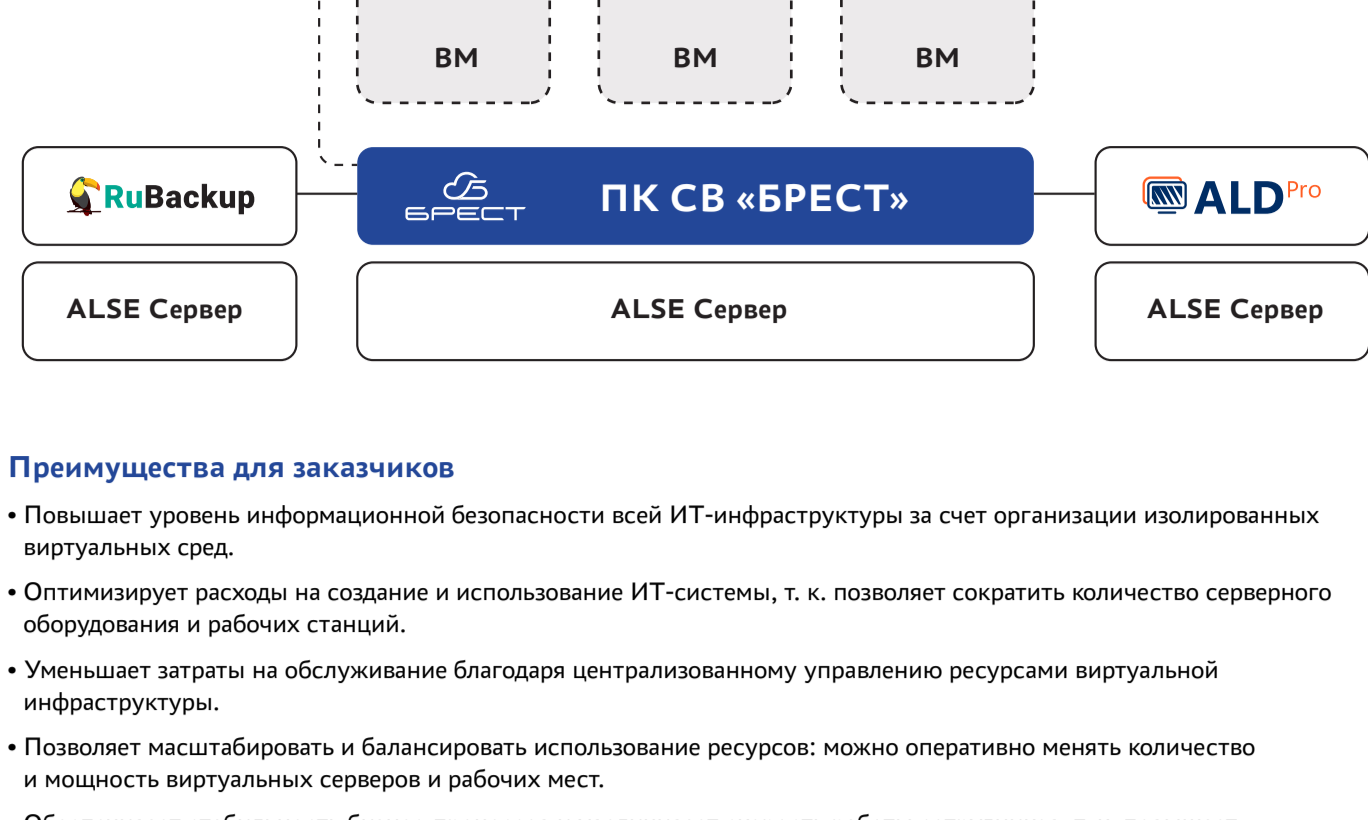 ВМ ВМ ВМ
RuBackup БРЕСТ ПК СВ «БРЕСТ» ALD Pro
ALSE Сервер ALSE Сервер ALSE Сервер
Преимущества для заказчиков
• Повышает уровень информационной безопасности всей ИТ-инфраструктуры за счет организации изолированных
виртуальных сред.
• Оптимизирует расходы на создание и использование ИТ-системы, т. к. позволяет сократить количество серверного
оборудования и рабочих станций.
• Уменьшает затраты на обслуживание благодаря централизованному управлению ресурсами виртуальной
инфраструктуры.
• Позволяет масштабировать и балансировать использование ресурсов: можно оперативно менять количество
и мощность виртуальных серверов и рабочих мест.